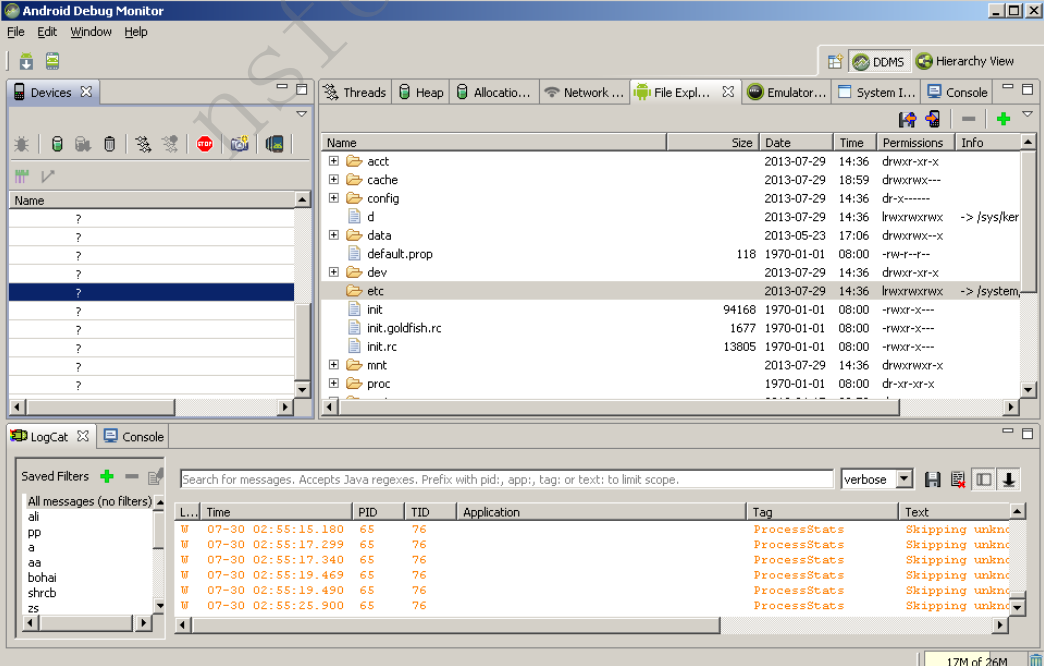 Android Debug Monitor
File Edit Window Help
DDMS Hierarchy View
Devices
Threads Heap Allocatio... Network ... File Expl... Emulator... System I... Console
Name Size Date Time Permissions Info
acct 2013-07-29 14:36 drwxr-xr-x
cache 2013-07-29 18:59 drwxrwx---
config 2013-07-29 14:36 dr-x------
d 2013-07-29 14:36 lrwxrwxrwx -> /sys/ker
data 2013-05-23 17:06 drwxrwx--x
default.prop 118 1970-01-01 08:00 -rw-r--r--
dev 2013-07-29 14:36 drwxr-xr-x
etc 2013-07-29 14:36 lrwxrwxrwx -> /system,
init 94168 1970-01-01 08:00 -rwxr-x---
init.goldfish.rc 1677 1970-01-01 08:00 -rwxr-x---
init.rc 13805 1970-01-01 08:00 -rwxr-x---
mnt 2013-07-29 14:36 drwxrwxr-x
proc 1970-01-01 08:00 dr-xr-xr-x
Name
?
?
?
?
?
?
?
?
?
?
LogCat Console
Saved Filters
All messages (no filters)
ali
pp
a
aa
bohai
shrcb
zs
Search for messages. Accepts Java regexes. Prefix with pid:, app:, tag: or text: to limit scope.
verbose
L... Time PID TID Application Tag Text
W 07-30 02:55:15.180 65 76 ProcessStats Skipping unkno
W 07-30 02:55:17.299 65 76 ProcessStats Skipping unkno
W 07-30 02:55:17.340 65 76 ProcessStats Skipping unkno
W 07-30 02:55:19.469 65 76 ProcessStats Skipping unkno
W 07-30 02:55:19.490 65 76 ProcessStats Skipping unkno
W 07-30 02:55:25.900 65 76 ProcessStats Skipping unkno
17M of 26M